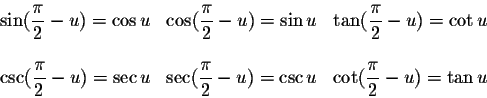 sin(π/2 − u) = cos u cos(π/2 − u) = sin u tan(π/2 − u) = cot u
csc(π/2 − u) = sec u sec(π/2 − u) = csc u cot(π/2 − u) = tan u